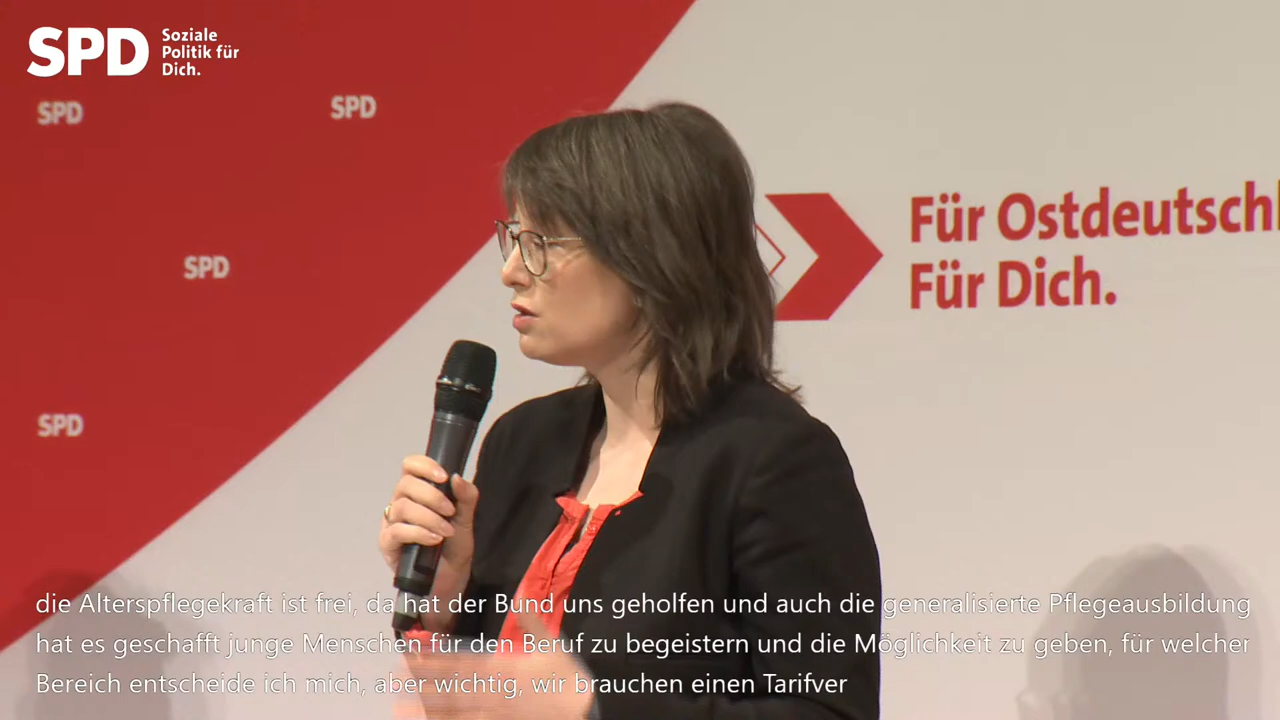 SPD
Soziale
Politik für
Dich.
SPD
SPD
SPD
SPD
Für Ostdeutschl
Für Dich.
die Alterspflegekraft ist frei, da hat der Bund uns geholfen und auch die generalisierte Pflegeausbildung
hat es geschafft junge Menschen für den Beruf zu begeistern und die Möglichkeit zu geben, für welcher
Bereich entscheide ich mich, aber wichtig, wir brauchen einen Tarifver